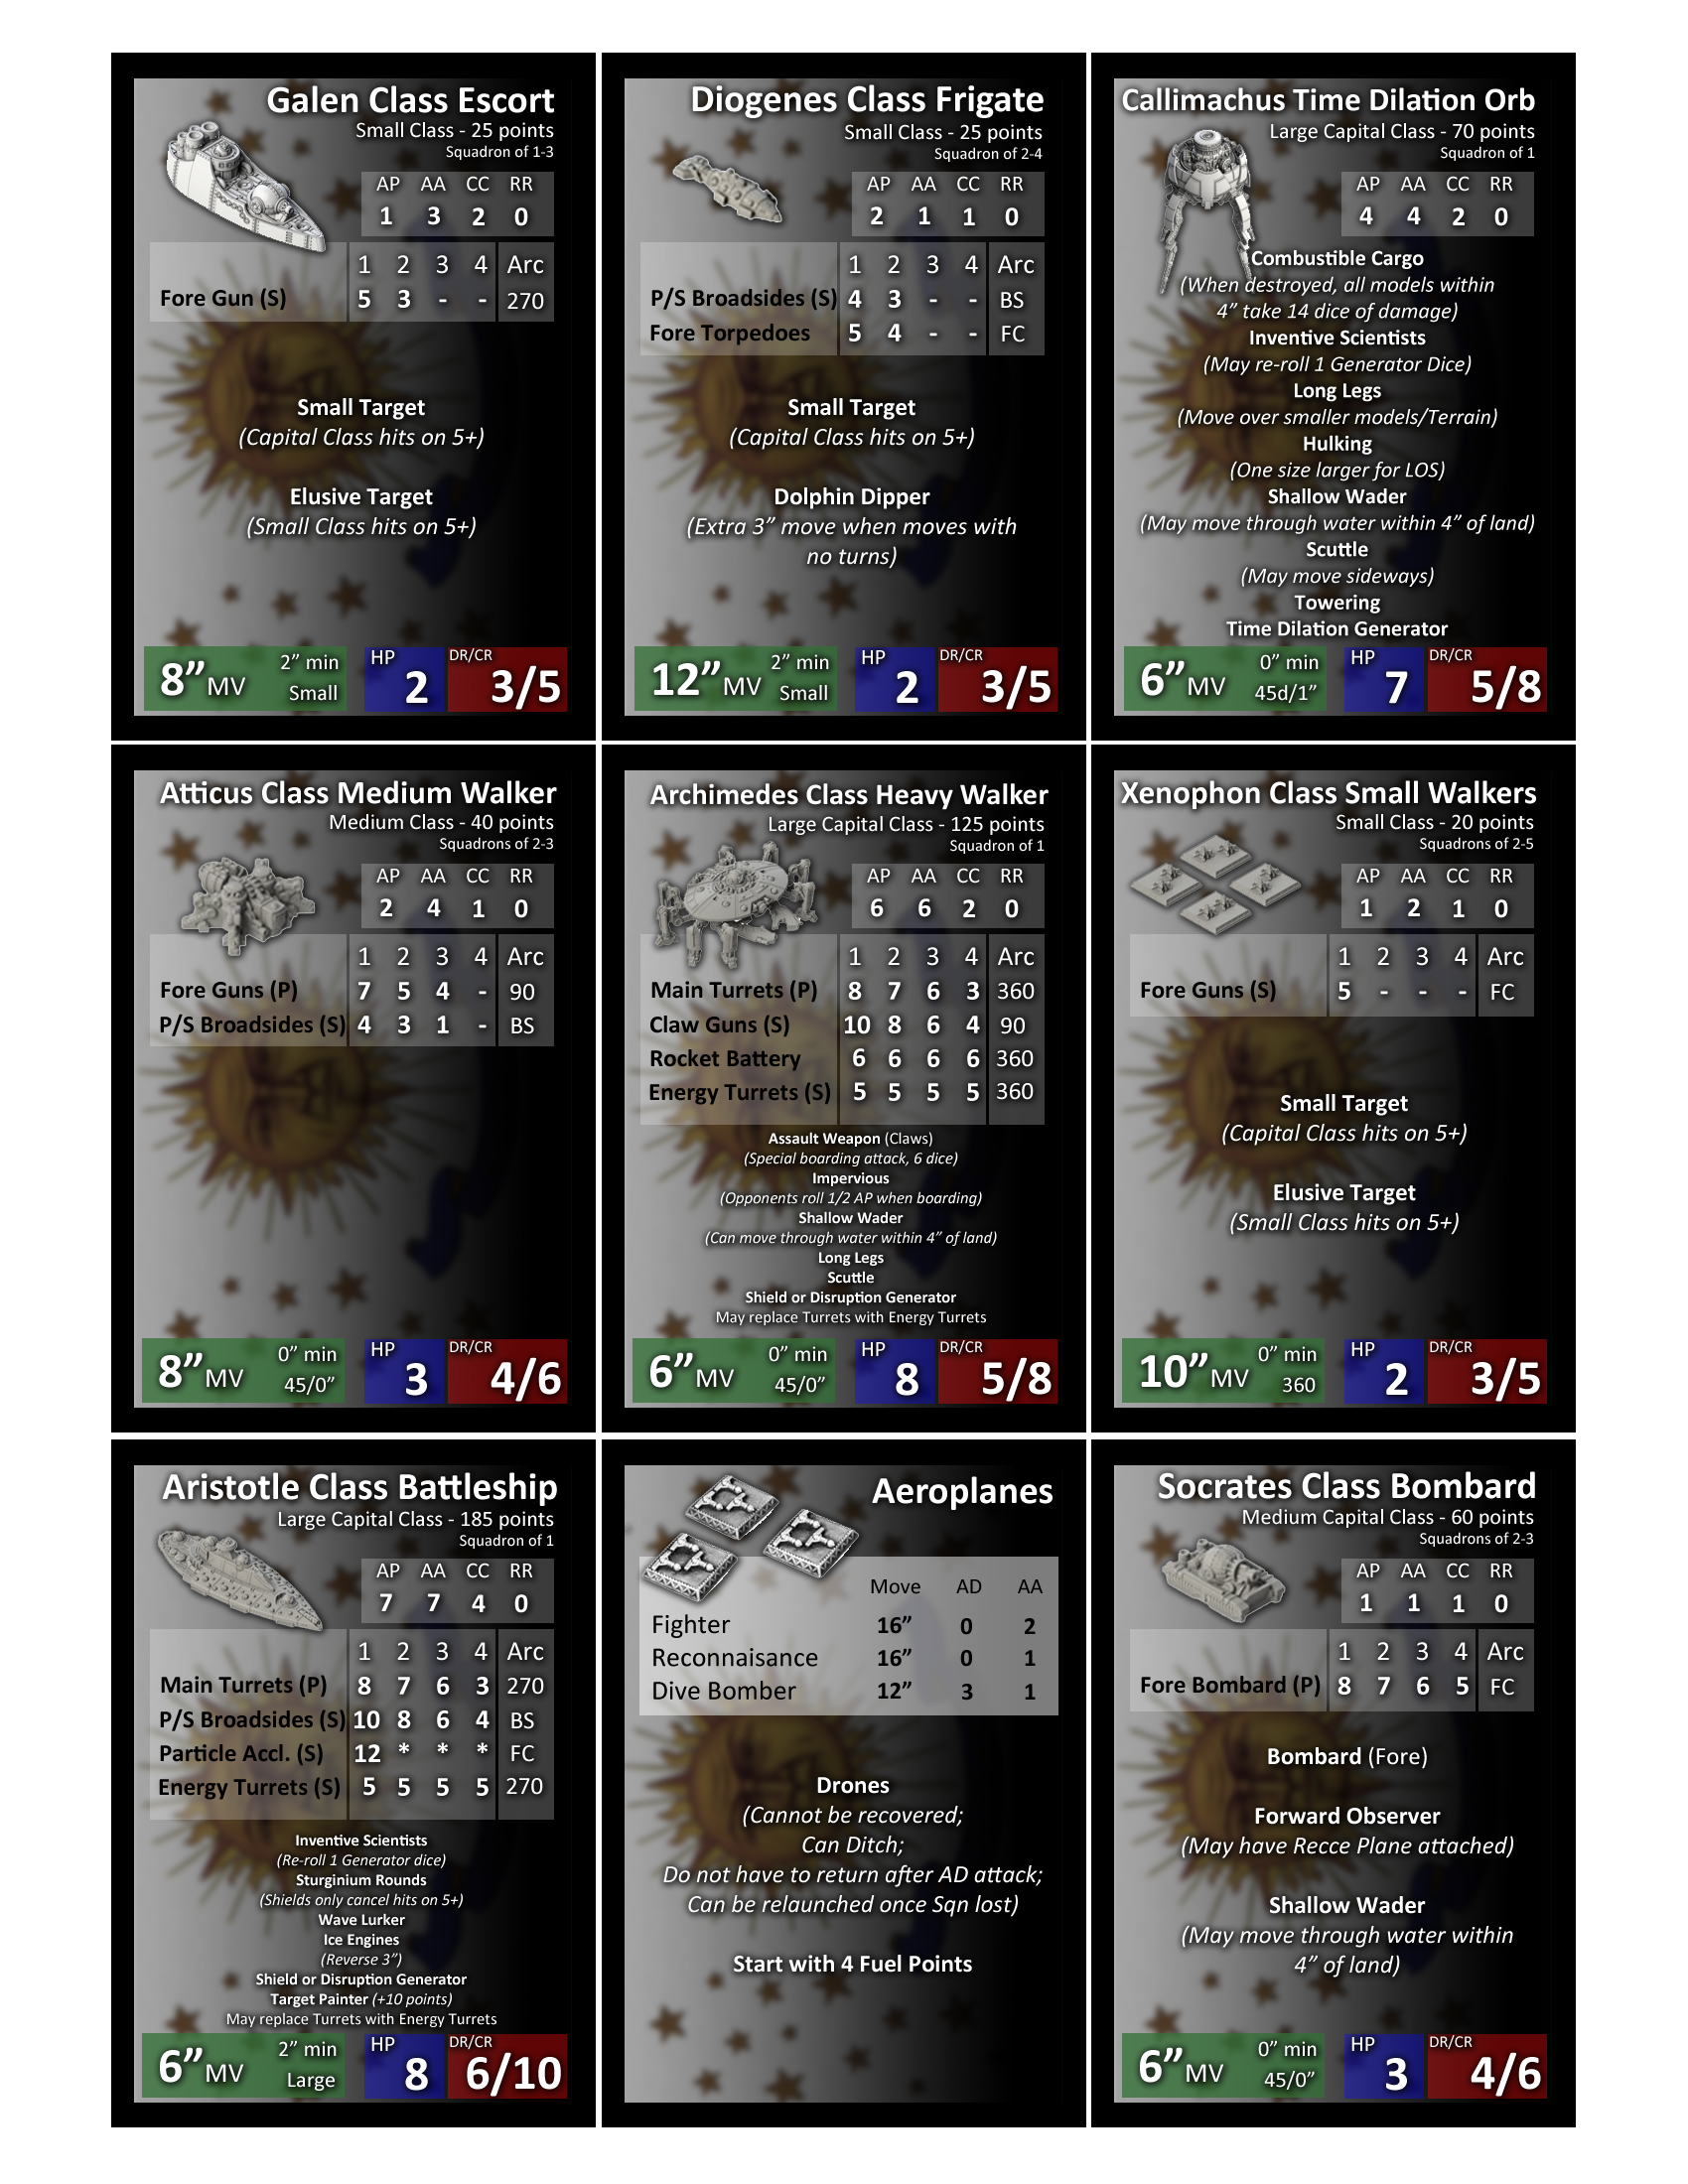 Galen Class Escort
Small Class - 25 points
Squadron of 1-3
AP AA CC RR
1 3 2 0
1 2 3 4 Arc
Fore Gun (S) 5 3 - - 270
Small Target
(Capital Class hits on 5+)
Elusive Target
(Small Class hits on 5+)
8” MV 2” min Small
HP 2
DR/CR 3/5
Diogenes Class Frigate
Small Class - 25 points
Squadron of 2-4
AP AA CC RR
2 1 1 0
1 2 3 4 Arc
P/S Broadsides (S) 4 3 - - BS
Fore Torpedoes 5 4 - - FC
Small Target
(Capital Class hits on 5+)
Dolphin Dipper
(Extra 3” move when moves with
no turns)
12” MV 2” min Small
HP 2
DR/CR 3/5
Callimachus Time Dilation Orb
Large Capital Class - 70 points
Squadron of 1
AP AA CC RR
4 4 2 0
Combustible Cargo
(When destroyed, all models within
4” take 14 dice of damage)
Inventive Scientists
(May re-roll 1 Generator Dice)
Long Legs
(Move over smaller models/Terrain)
Hulking
(One size larger for LOS)
Shallow Wader
(May move through water within 4” of land)
Scuttle
(May move sideways)
Towering
Time Dilation Generator
6” MV 0” min 45d/1”
HP 7
DR/CR 5/8
Atticus Class Medium Walker
Medium Class - 40 points
Squadrons of 2-3
AP AA CC RR
2 4 1 0
1 2 3 4 Arc
Fore Guns (P) 7 5 4 - 90
P/S Broadsides (S) 4 3 1 - BS
8” MV 0” min 45/0”
HP 3
DR/CR 4/6
Archimedes Class Heavy Walker
Large Capital Class - 125 points
Squadron of 1
AP AA CC RR
6 6 2 0
1 2 3 4 Arc
Main Turrets (P) 8 7 6 3 360
Claw Guns (S) 10 8 6 4 90
Rocket Battery 6 6 6 6 360
Energy Turrets (S) 5 5 5 5 360
Assault Weapon (Claws)
(Special boarding attack, 6 dice)
Impervious
(Opponents roll 1/2 AP when boarding)
Shallow Wader
(Can move through water within 4” of land)
Long Legs
Scuttle
Shield or Disruption Generator
May replace Turrets with Energy Turrets
6” MV 0” min 45/0”
HP 8
DR/CR 5/8
Xenophon Class Small Walkers
Small Class - 20 points
Squadrons of 2-5
AP AA CC RR
1 2 1 0
1 2 3 4 Arc
Fore Guns (S) 5 - - - FC
Small Target
(Capital Class hits on 5+)
Elusive Target
(Small Class hits on 5+)
10” MV 0” min 360
HP 2
DR/CR 3/5
Aristotle Class Battleship
Large Capital Class - 185 points
Squadron of 1
AP AA CC RR
7 7 4 0
1 2 3 4 Arc
Main Turrets (P) 8 7 6 3 270
P/S Broadsides (S) 10 8 6 4 BS
Particle Accl. (S) 12 * * * FC
Energy Turrets (S) 5 5 5 5 270
Inventive Scientists
(Re-roll 1 Generator dice)
Sturginium Rounds
(Shields only cancel hits on 5+)
Wave Lurker
Ice Engines
(Reverse 3”)
Shield or Disruption Generator
Target Painter (+10 points)
May replace Turrets with Energy Turrets
6” MV 2” min Large
HP 8
DR/CR 6/10
Aeroplanes
Move AD AA
Fighter 16” 0 2
Reconnaisance 16” 0 1
Dive Bomber 12” 3 1
Drones
(Cannot be recovered;
Can Ditch;
Do not have to return after AD attack;
Can be relaunched once Sqn lost)
Start with 4 Fuel Points
Socrates Class Bombard
Medium Capital Class - 60 points
Squadrons of 2-3
AP AA CC RR
1 1 1 0
1 2 3 4 Arc
Fore Bombard (P) 8 7 6 5 FC
Bombard (Fore)
Forward Observer
(May have Recce Plane attached)
Shallow Wader
(May move through water within
4” of land)
6” MV 0” min 45/0”
HP 3
DR/CR 4/6